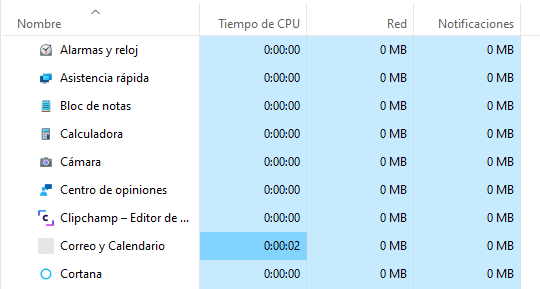 Nombre Tiempo de CPU Red Notificaciones
Alarmas y reloj 0:00:00 0 MB 0 MB
Asistencia rápida 0:00:00 0 MB 0 MB
Bloc de notas 0:00:00 0 MB 0 MB
Calculadora 0:00:00 0 MB 0 MB
Cámara 0:00:00 0 MB 0 MB
Centro de opiniones 0:00:00 0 MB 0 MB
Clipchamp – Editor de ... 0:00:00 0 MB 0 MB
Correo y Calendario 0:00:02 0 MB 0 MB
Cortana 0:00:00 0 MB 0 MB